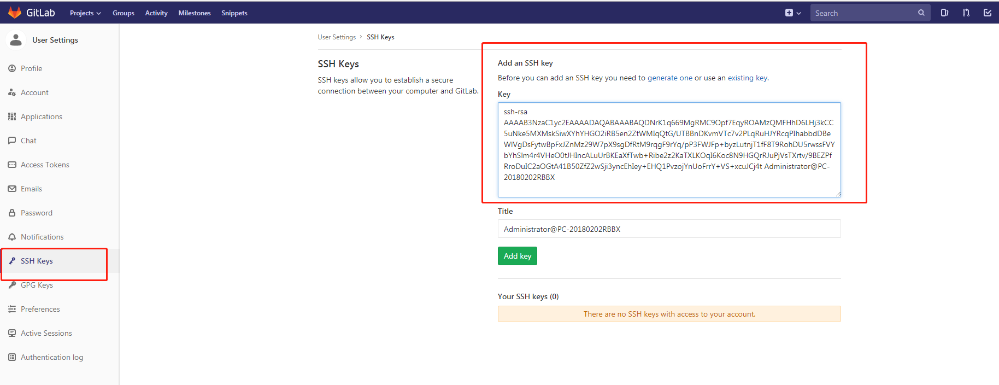 GitLab Projects Groups Activity Milestones Snippets Search
User Settings
Profile
Account
Applications
Chat
Access Tokens
Emails
Password
Notifications
SSH Keys
GPG Keys
Preferences
Active Sessions
Authentication log
User Settings > SSH Keys
SSH Keys
SSH keys allow you to establish a secure
connection between your computer and GitLab.
Add an SSH key
Before you can add an SSH key you need to generate one or use an existing key.
Key
ssh-rsa
AAAAB3NzaC1yc2EAAAADAQABAAABAQDNrK1q669MgRMC9Opf7EqyROAMzQMFHhD6LHj3kCC
5uNke5MXMskSiwXYhYHGO2iRB5en2ZtWMIqQtG/UTBBnDKvmVTc7v2PLqRuHJYRcqPIhabbdDBe
WlVgDsFytwBpFxJZnMz29W7pX9sgDfRtM9rqgF9rYq/pP3FWJFp+byzLutnjT1fF8T9RohDU5rwssFVY
bYhSlm4r4VHeO0tJHIncALuUrBKEaXfTwb+Ribe2z2KaTXLKOqI6Koc8N9HGQrRJuPjVsTXrtv/9BEZPf
RroDuIC2aOGtA41B50ZfZ2wSji3yncEhIey+EHQ1PvzojYnUoFrrY+VS+xcuJCj4t Administrator@PC-
20180202RBBX
Title
Administrator@PC-20180202RBBX
Add key
Your SSH keys (0)
There are no SSH keys with access to your account.